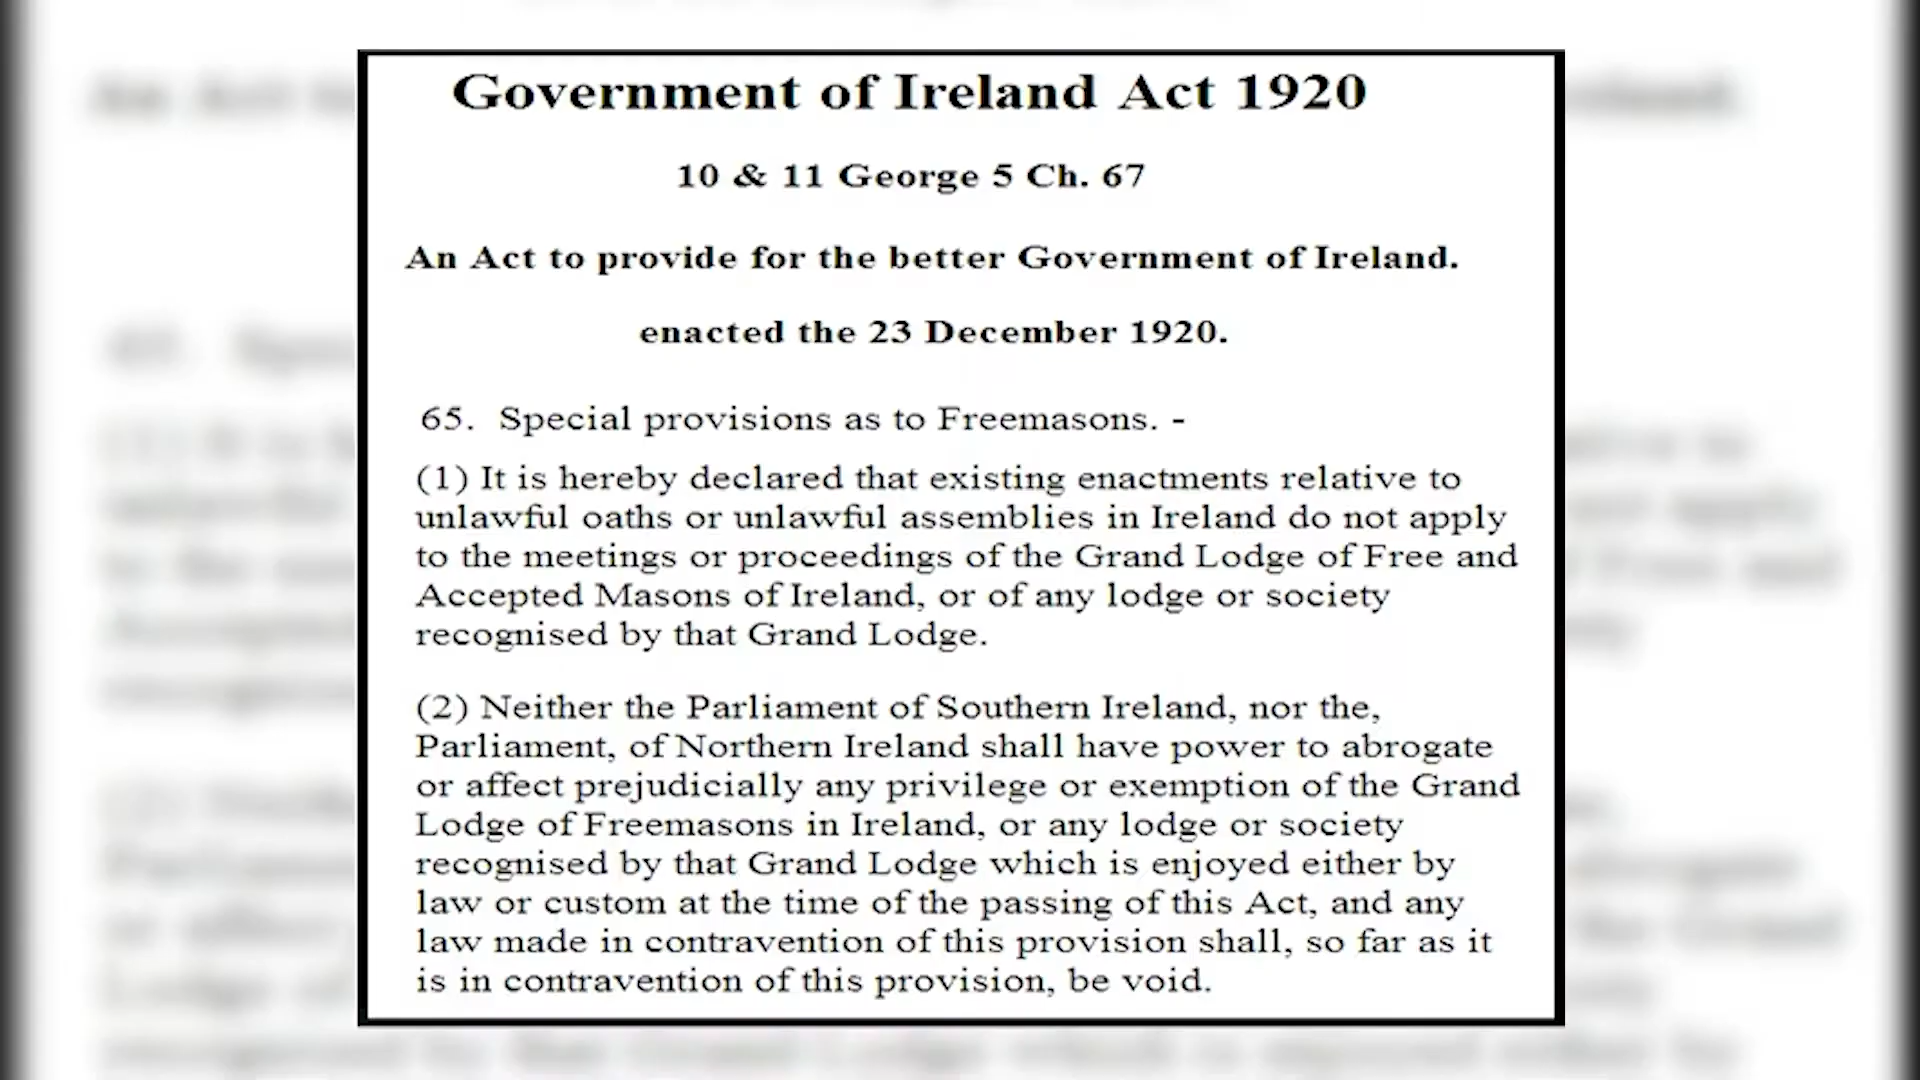 Government of Ireland Act 1920
10 & 11 George 5 Ch. 67
An Act to provide for the better Government of Ireland.
enacted the 23 December 1920.
65. Special provisions as to Freemasons. -
(1) It is hereby declared that existing enactments relative to
unlawful oaths or unlawful assemblies in Ireland do not apply
to the meetings or proceedings of the Grand Lodge of Free and
Accepted Masons of Ireland, or of any lodge or society
recognised by that Grand Lodge.
(2) Neither the Parliament of Southern Ireland, nor the,
Parliament, of Northern Ireland shall have power to abrogate
or affect prejudicially any privilege or exemption of the Grand
Lodge of Freemasons in Ireland, or any lodge or society
recognised by that Grand Lodge which is enjoyed either by
law or custom at the time of the passing of this Act, and any
law made in contravention of this provision shall, so far as it
is in contravention of this provision, be void.